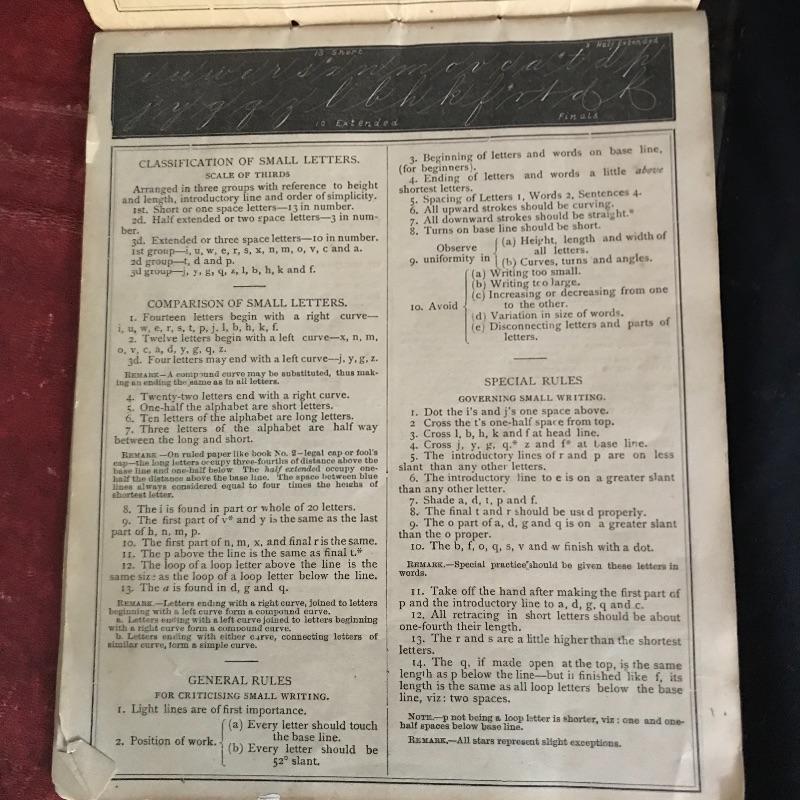 13 Short
3 Half Extended
i u w e r s x n m o v c a t d p
j y g q z l b h k f r t d k
10 Extended
Finals
CLASSIFICATION OF SMALL LETTERS.
SCALE OF THIRDS
Arranged in three groups with reference to height
and length, introductory line and order of simplicity.
1st. Short or one space letters—13 in number.
2d. Half extended or two space letters—3 in num-
ber.
3d. Extended or three space letters—10 in number.
1st group—i, u, w, e, r, s, x, n, m, o, v, c and a.
2d group—t, d and p.
3d group—j, y, g, q, z, l, b, h, k and f.
COMPARISON OF SMALL LETTERS.
1. Fourteen letters begin with a right curve—
i, u, w, e, r, s, t, p, j, l, b, h, k, f.
2. Twelve letters begin with a left curve—x, n, m,
o, v, c, a, d, y, g, q, z.
3d. Four letters may end with a left curve—j, y, g, z.
REMARK—A compound curve may be substituted, thus mak-
ing an ending the same as in all letters.
4. Twenty-two letters end with a right curve.
5. One-half the alphabet are short letters.
6. Ten letters of the alphabet are long letters.
7. Three letters of the alphabet are half way
between the long and short.
REMARK—On ruled paper like book No. 2—legal cap or fool's
cap—the long letters occupy three-fourths of distance above the
base line and one-half below The half extended occupy one-
half the distance above the base line. The space between blue
lines always considered equal to four times the heighs of
shortest letter.
8. The i is found in part or whole of 20 letters.
9. The first part of v* and y is the same as the last
part of h, n, m, p.
10. The first part of n, m, x, and final r is the same.
11. The p above the line is the same as final t.*
12. The loop of a loop letter above the line is the
same size as the loop of a loop letter below the line.
13. The a is found in d, g and q.
REMARK—Letters ending with a right curve, joined to letters
beginning with a left curve form a compound curve.
a. Letters ending with a left curve joined to letters beginning
with a right curve form a compound curve.
b. Letters ending with either curve, connecting letters of
similar curve, form a simple curve.
GENERAL RULES
FOR CRITICISING SMALL WRITING.
1. Light lines are of first importance.
2. Position of work.
(a) Every letter should touch
the base line.
(b) Every letter should be
52° slant.
3. Beginning of letters and words on base line,
(for beginners).
4. Ending of letters and words a little above
shortest letters.
5. Spacing of Letters 1, Words 2, Sentences 4.
6. All upward strokes should be curving.
7. All downward strokes should be straight.*
8. Turns on base line should be short.
9. Observe uniformity in
(a) Height, length and width of
all letters.
(b) Curves, turns and angles.
10. Avoid
(a) Writing too small.
(b) Writing too large.
(c) Increasing or decreasing from one
to the other.
(d) Variation in size of words.
(e) Disconnecting letters and parts of
letters.
SPECIAL RULES
GOVERNING SMALL WRITING.
1. Dot the i's and j's one space above.
2 Cross the t's one-half space from top.
3. Cross l, b, h, k and f at head line.
4. Cross j, y, g, q.* z and f* at base line.
5. The introductory lines of r and p are on less
slant than any other letters.
6. The introductory line to e is on a greater slant
than any other letter.
7. Shade a, d, t, p and f.
8. The final t and r should be used properly.
9. The o part of a, d, g and q is on a greater slant
than the o proper.
10. The b, f, o, q, s, v and w finish with a dot.
REMARK.—Special practice should be given these letters in
words.
11. Take off the hand after making the first part of
p and the introductory line to a, d, g, q and c.
12. All retracing in short letters should be about
one-fourth their length.
13. The r and s are a little higher than the shortest
letters.
14. The q, if made open at the top, is the same
length as p below the line—but if finished like f, its
length is the same as all loop letters below the base
line, viz: two spaces.
NOTE.—p not being a loop letter is shorter, viz: one and one-
half spaces below base line.
REMARK.—All stars represent slight exceptions.